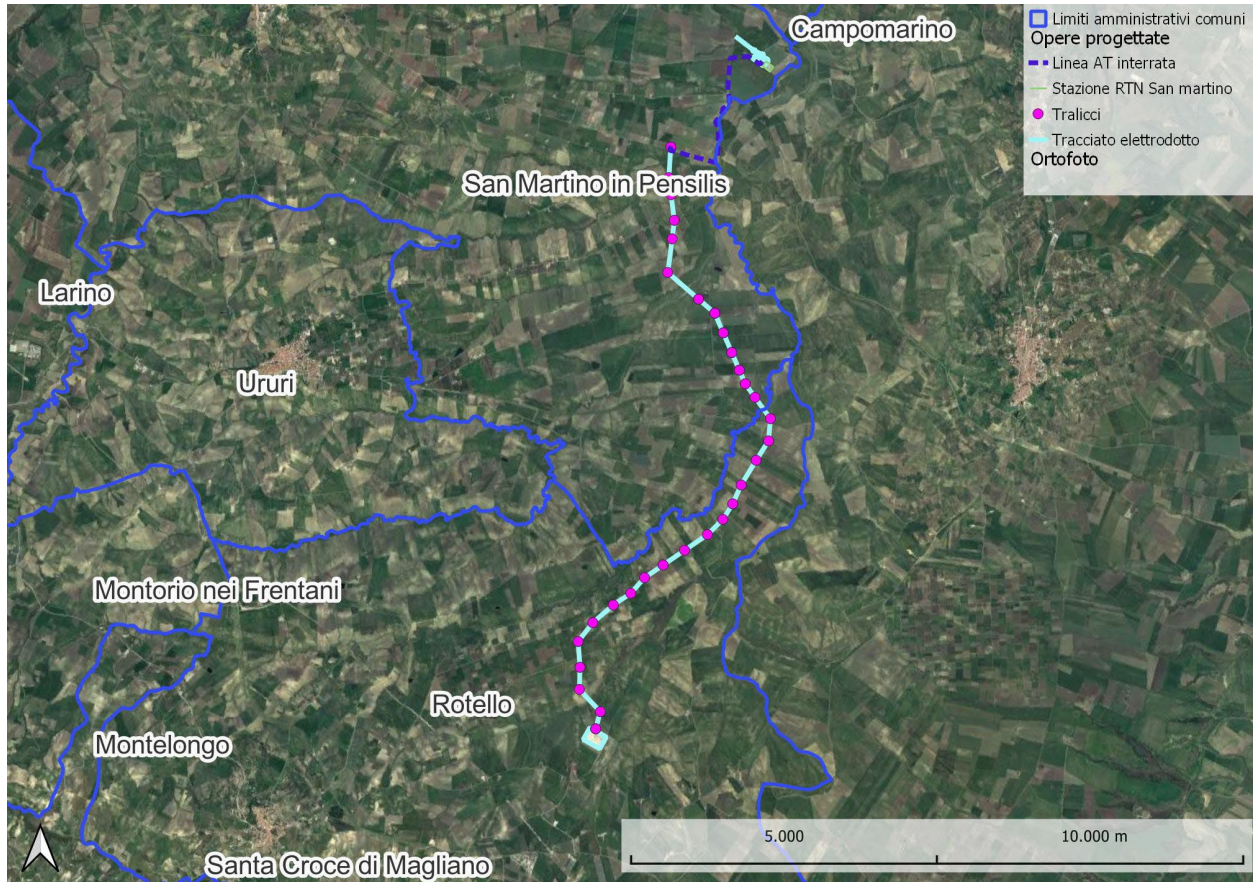 Campomarino
Limiti amministrativi comuni
Opere progettate
Linea AT interrata
Stazione RTN San martino
Tralicci
Tracciato elettrodotto
Ortofoto
San Martino in Pensilis
Larino
Ururi
Montorio nei Frentani
Rotello
Montelongo
Santa Croce di Magliano
5.000
10.000 m